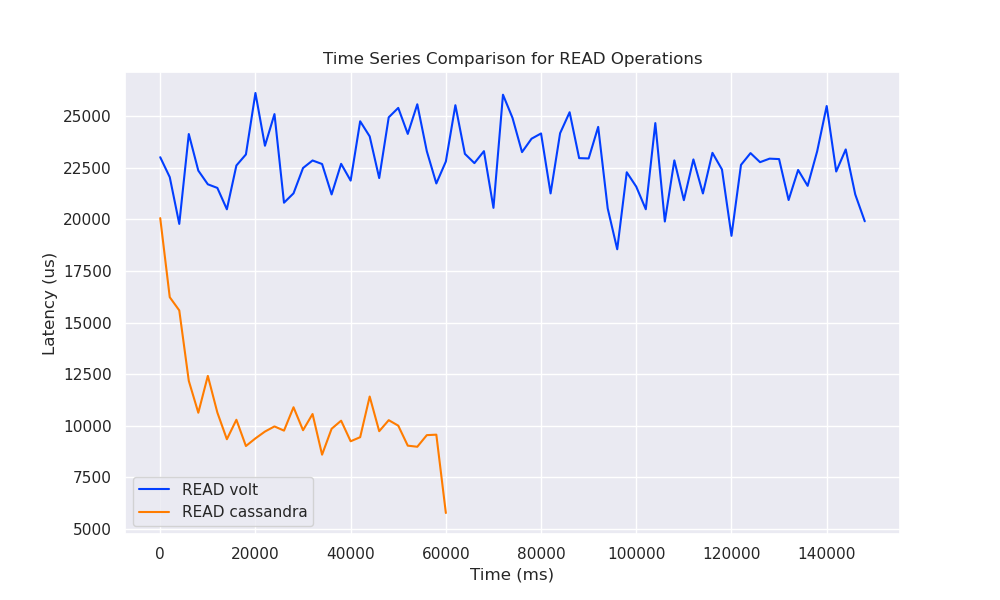 Time Series Comparison for READ Operations
Latency (us)
25000
22500
20000
17500
15000
12500
10000
7500
5000
READ volt
READ cassandra
0 20000 40000 60000 80000 100000 120000 140000
Time (ms)